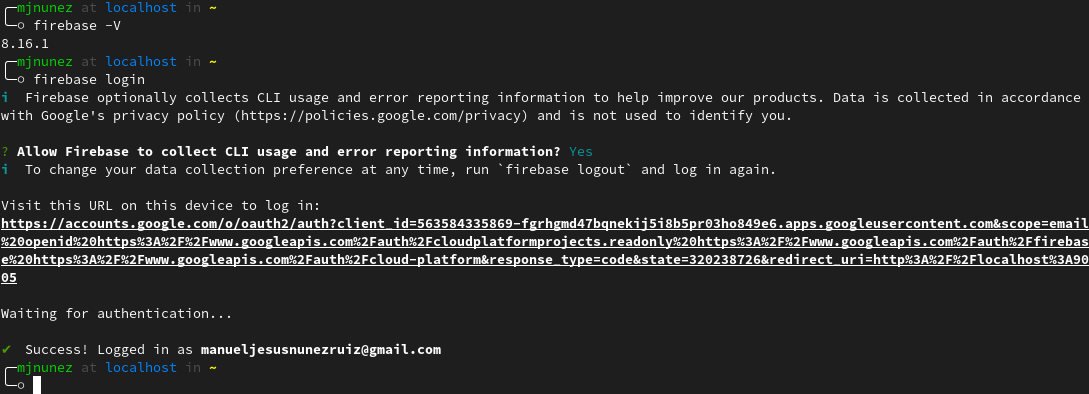 mjnunez at localhost in ~
○ firebase -V
8.16.1
mjnunez at localhost in ~
○ firebase login
i  Firebase optionally collects CLI usage and error reporting information to help improve our products. Data is collected in accordance
with Google's privacy policy (https://policies.google.com/privacy) and is not used to identify you.
? Allow Firebase to collect CLI usage and error reporting information? Yes
i  To change your data collection preference at any time, run `firebase logout` and log in again.
Visit this URL on this device to log in:
https://accounts.google.com/o/oauth2/auth?client_id=563584335869-fgrhgmd47bqnekij5i8b5pr03ho849e6.apps.googleusercontent.com&scope=email
%20openid%20https%3A%2F%2Fwww.googleapis.com%2Fauth%2Fcloudplatformprojects.readonly%20https%3A%2F%2Fwww.googleapis.com%2Fauth%2Ffirebas
e%20https%3A%2F%2Fwww.googleapis.com%2Fauth%2Fcloud-platform&response_type=code&state=320238726&redirect_uri=http%3A%2F%2Flocalhost%3A90
05
Waiting for authentication...
✔  Success! Logged in as manueljesusnunezruiz@gmail.com
mjnunez at localhost in ~
○